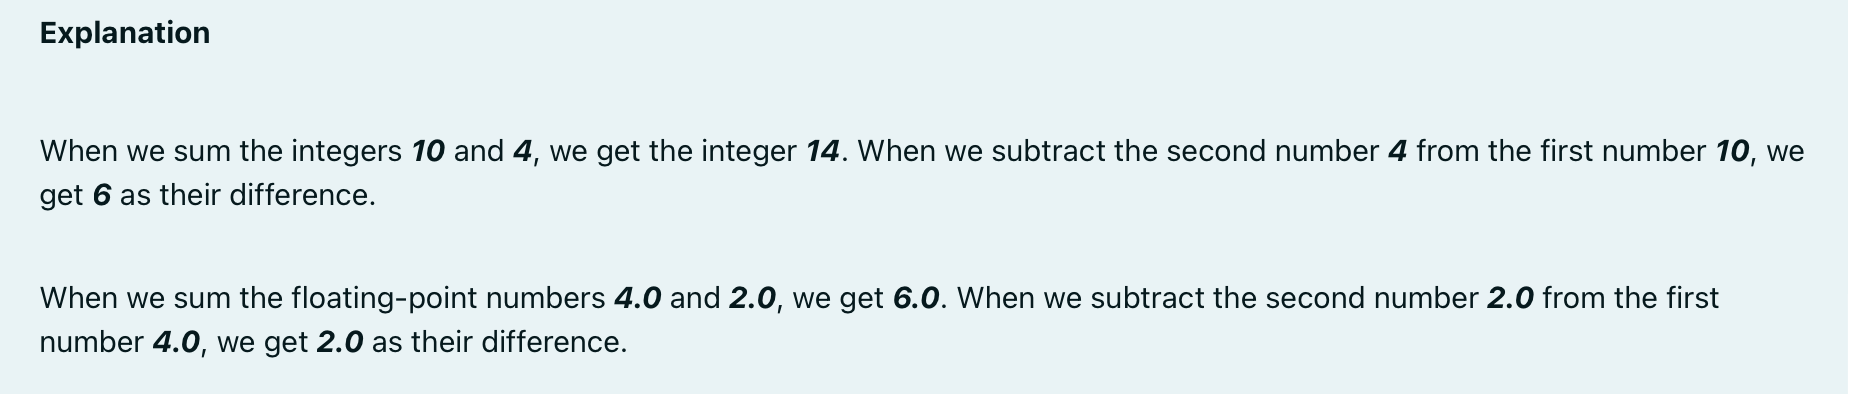 Explanation
When we sum the integers 10 and 4, we get the integer 14. When we subtract the second number 4 from the first number 10, we
get 6 as their difference.
When we sum the floating-point numbers 4.0 and 2.0, we get 6.0. When we subtract the second number 2.0 from the first
number 4.0, we get 2.0 as their difference.